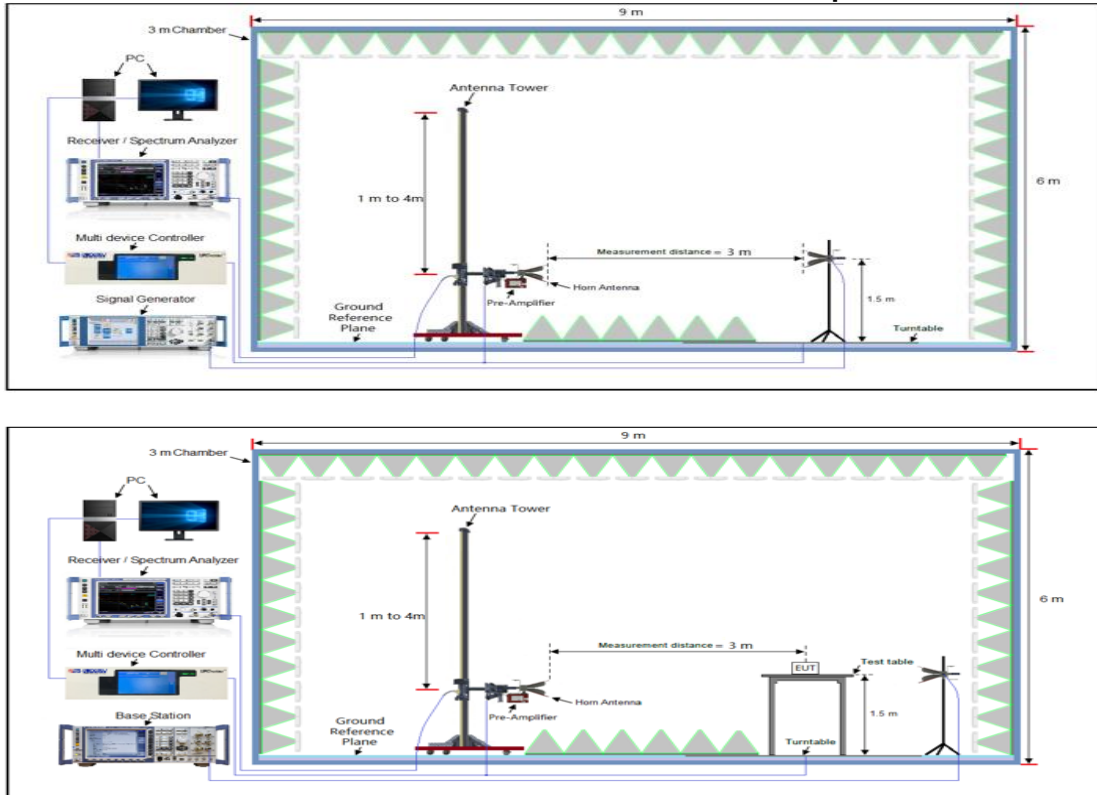 9 m
3 m Chamber
PC
Antenna Tower
Receiver / Spectrum Analyzer
6 m
1 m to 4m
Multi device Controller
Measurement distance = 3 m
Horn Antenna
Pre-Amplifier
1.5 m
Signal Generator
Ground
Reference
Plane
Turntable
9 m
3 m Chamber
PC
Antenna Tower
Receiver / Spectrum Analyzer
6 m
1 m to 4m
Measurement distance = 3 m
Multi device Controller
EUT
Test table
Horn Antenna
Pre-Amplifier
1.5 m
Base Station
Ground
Reference
Plane
Turntable